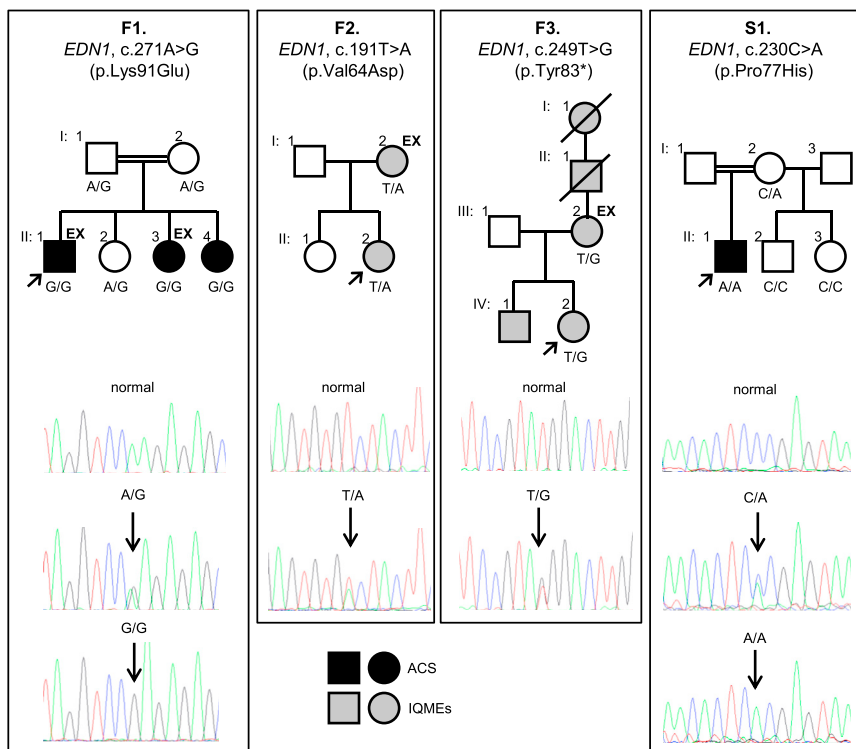 F1.
EDN1, c.271A>G
(p.Lys91Glu)
I: 1 2
A/G A/G
II: 1 EX 2 3 EX 4
G/G A/G G/G G/G
normal
A/G
G/G
F2.
EDN1, c.191T>A
(p.Val64Asp)
I: 1 2 EX
T/A
II: 1 2
T/A
normal
T/A
F3.
EDN1, c.249T>G
(p.Tyr83*)
I: 1
II: 1
III: 1 2 EX
T/G
IV: 1 2
T/G
normal
T/G
S1.
EDN1, c.230C>A
(p.Pro77His)
I: 1 2 3
C/A
II: 1 2 3
A/A C/C C/C
normal
C/A
A/A
ACS
IQMEs